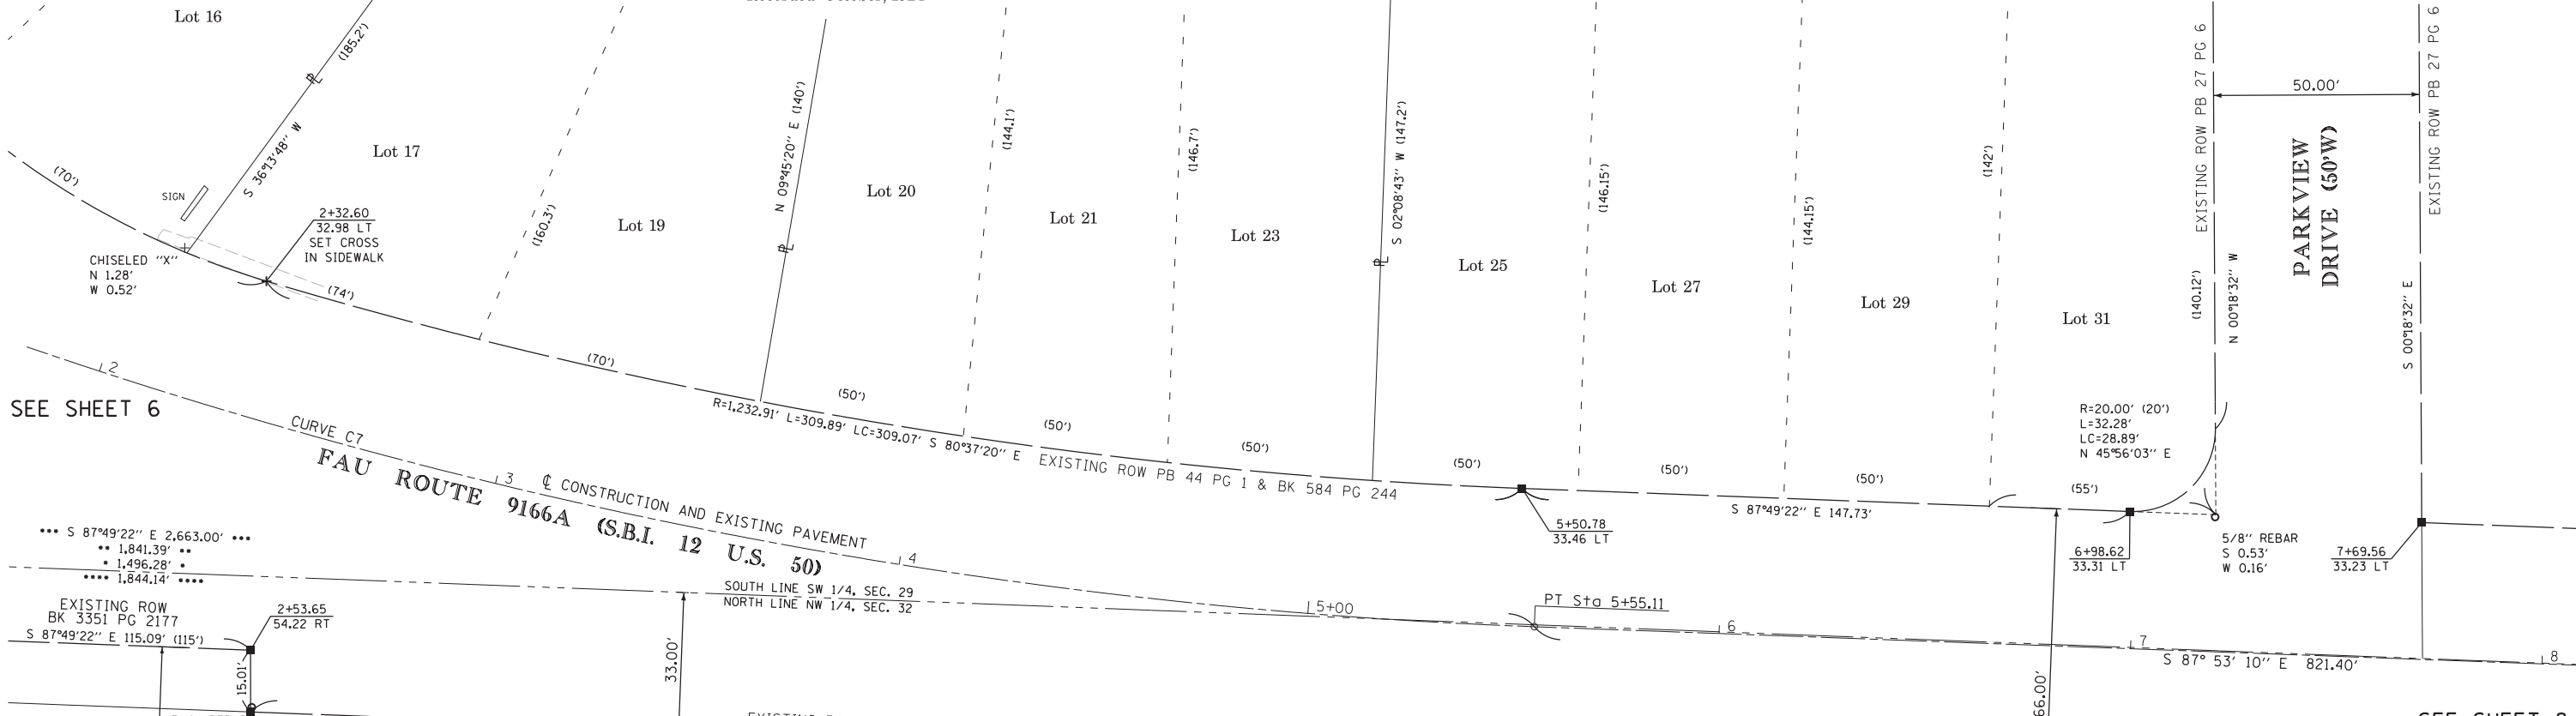 Lot 16
(185.2')
S 36°13'48" W
(70')
SIGN
Lot 17
2+32.60
32.98 LT
SET CROSS
IN SIDEWALK
CHISELED "X"
N 1.28'
W 0.52'
(74')
(160.3')
Lot 19
N 09°45'20" E (140')
Lot 20
(144.1')
Lot 21
(146.7')
Lot 23
S 02°08'43" W (147.2')
Lot 25
(146.15')
Lot 27
(144.15')
Lot 29
(142')
Lot 31
(140.12')
EXISTING ROW PB 27 PG 6
N 00°18'32" W
50.00'
PARKVIEW
DRIVE (50'W)
S 00°18'32" E
EXISTING ROW PB 27 PG 6
(70')
(50')
(50')
(50')
(50')
(50')
(50')
(55')
R=20.00' (20')
L=32.28'
LC=28.89'
N 45°56'03" E
R=1,232.91' L=309.89' LC=309.07' S 80°37'20" E EXISTING ROW PB 44 PG 1 & BK 584 PG 244
S 87°49'22" E 147.73'
5+50.78
33.46 LT
6+98.62
33.31 LT
5/8" REBAR
S 0.53'
W 0.16'
7+69.56
33.23 LT
2
SEE SHEET 6
CURVE C7
3
℄ CONSTRUCTION AND EXISTING PAVEMENT
FAU ROUTE 9166A (S.B.I. 12 U.S. 50)
4
5+00
PT Sta 5+55.11
6
7
8
S 87° 53' 10" E 821.40'
••• S 87°49'22" E 2,663.00' •••
•• 1,841.39' ••
• 1,496.28' •
•••• 1,844.14' ••••
SOUTH LINE SW 1/4, SEC. 29
NORTH LINE NW 1/4, SEC. 32
EXISTING ROW
BK 3351 PG 2177
S 87°49'22" E 115.09' (115')
2+53.65
54.22 RT
15.01'
33.00'
66.00'